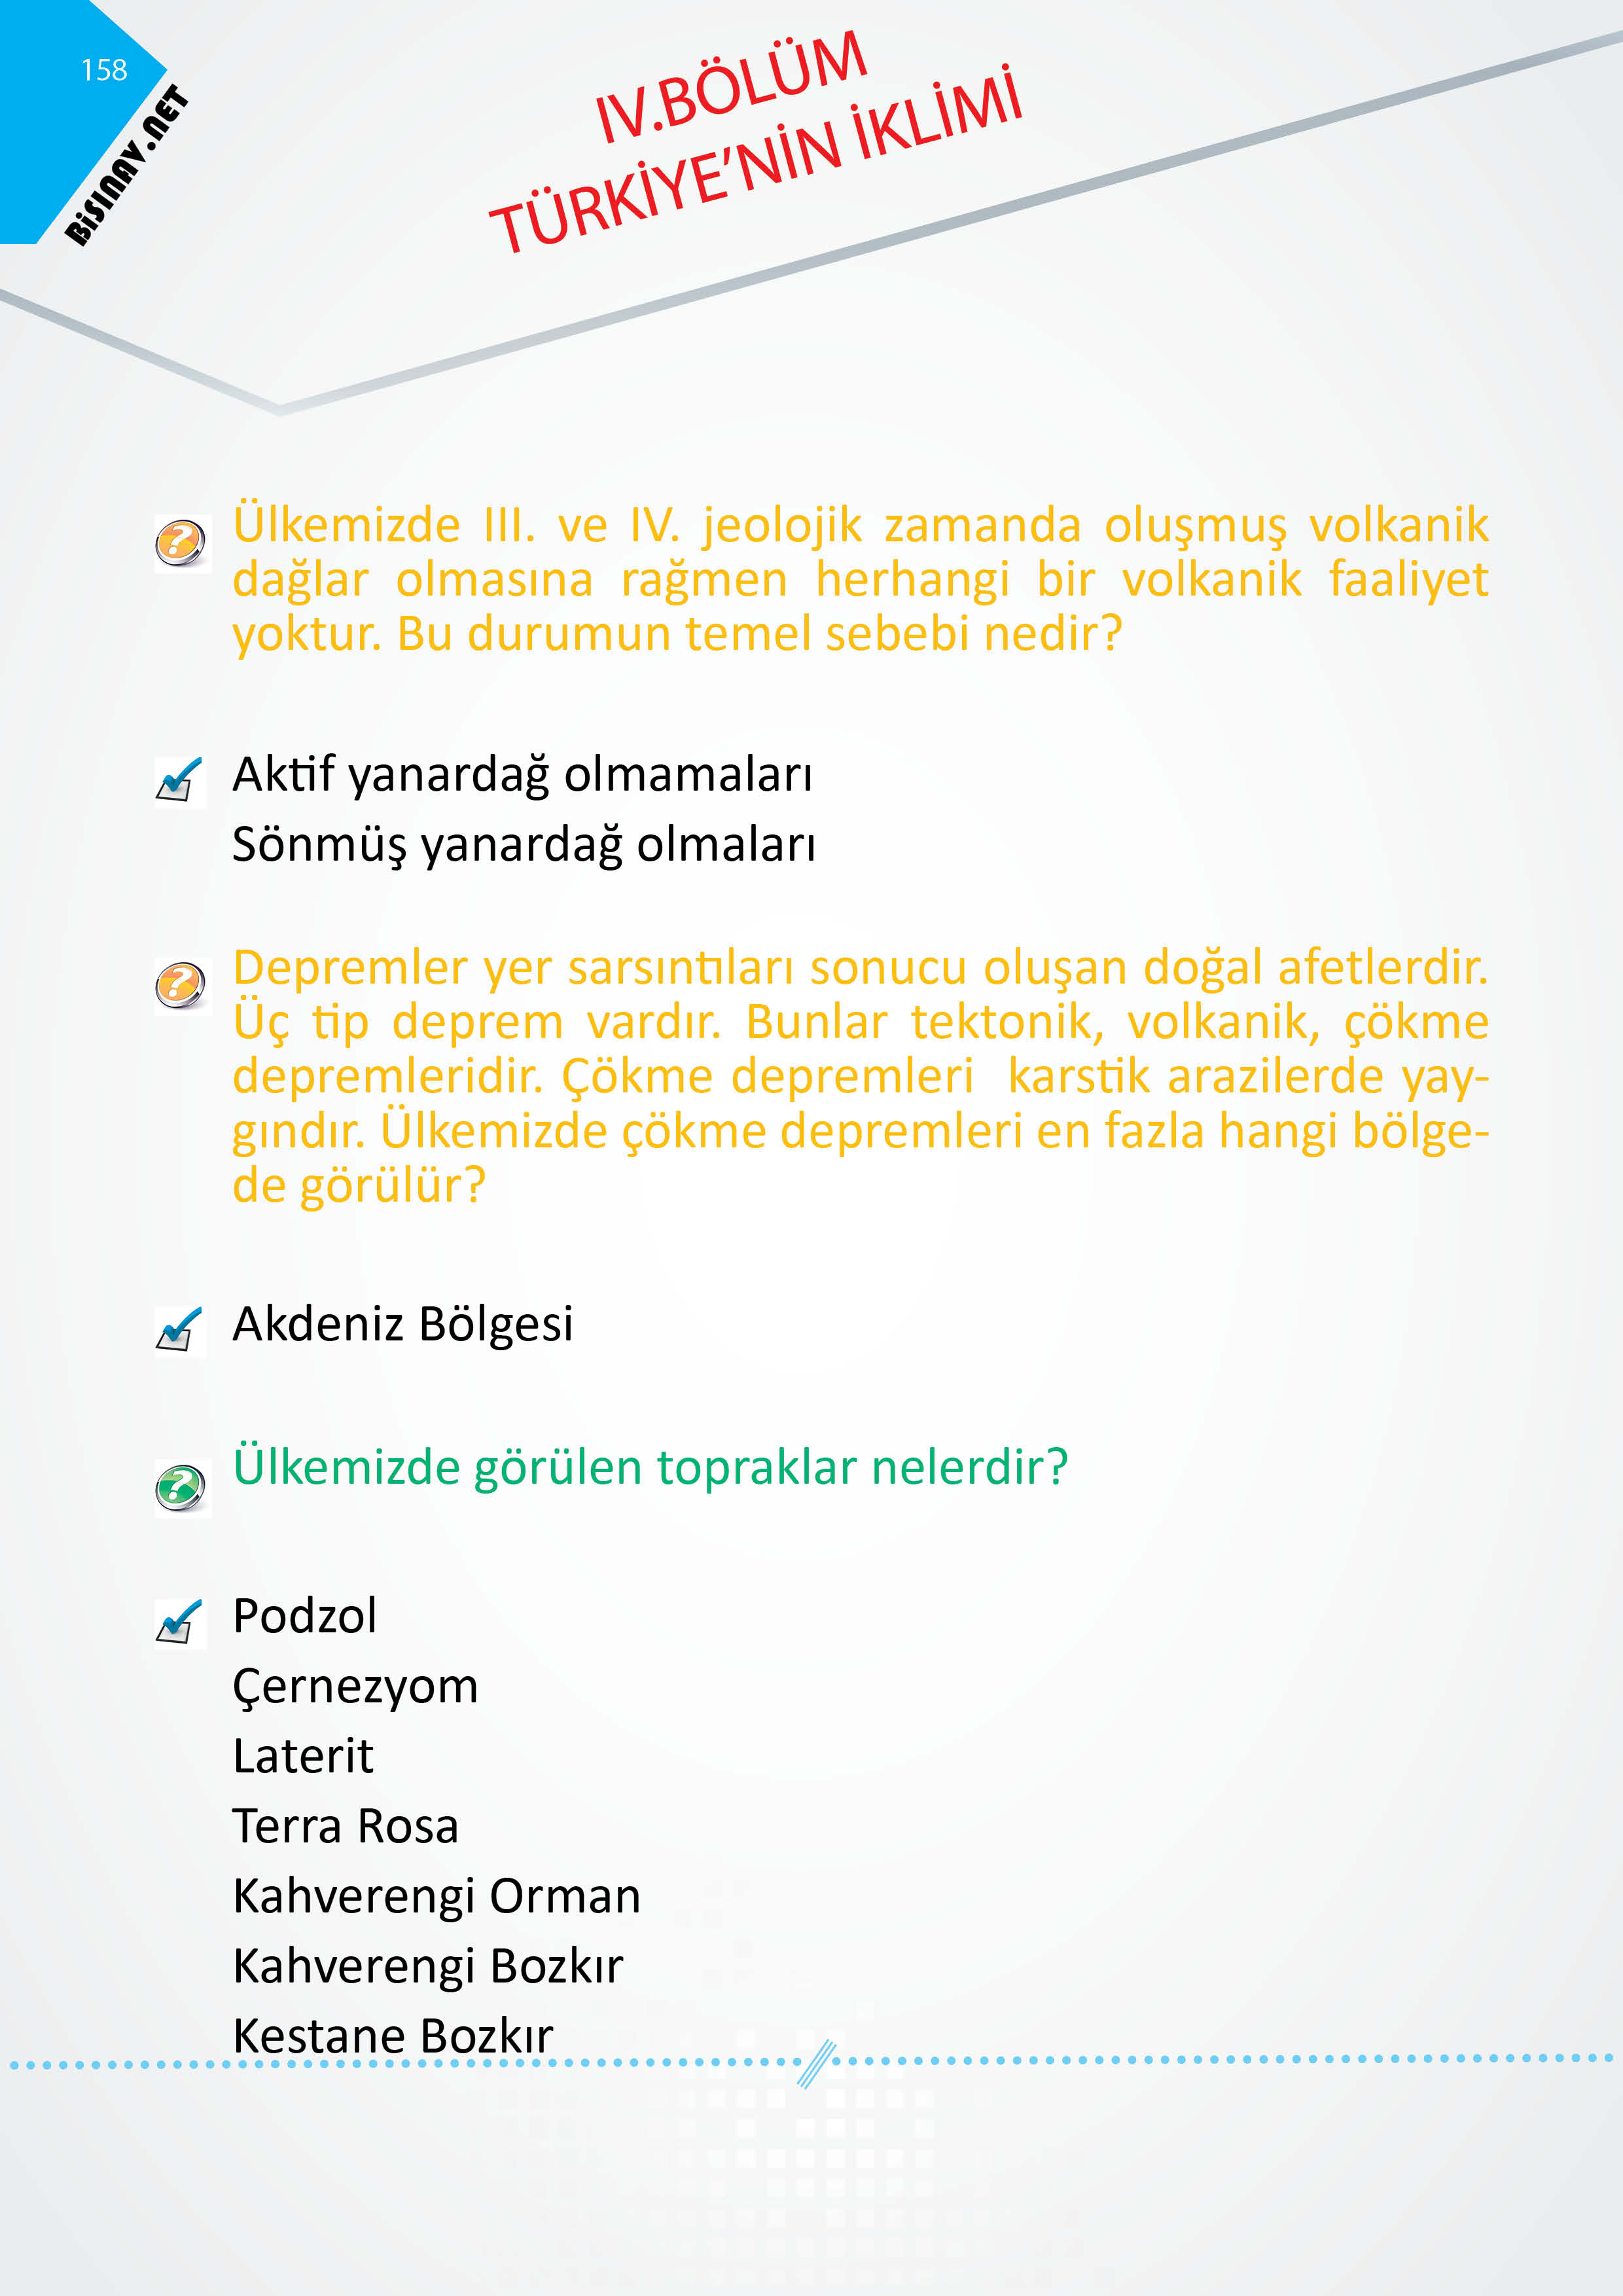 158
BiSINAV.NET
IV.BÖLÜM
TÜRKİYE’NİN İKLİMİ
Ülkemizde III. ve IV. jeolojik zamanda oluşmuş volkanik
dağlar olmasına rağmen herhangi bir volkanik faaliyet
yoktur. Bu durumun temel sebebi nedir?
Aktif yanardağ olmamaları
Sönmüş yanardağ olmaları
Depremler yer sarsıntıları sonucu oluşan doğal afetlerdir.
Üç tip deprem vardır. Bunlar tektonik, volkanik, çökme
depremleridir. Çökme depremleri karstik arazilerde yay-
gındır. Ülkemizde çökme depremleri en fazla hangi bölge-
de görülür?
Akdeniz Bölgesi
Ülkemizde görülen topraklar nelerdir?
Podzol
Çernezyom
Laterit
Terra Rosa
Kahverengi Orman
Kahverengi Bozkır
Kestane Bozkır